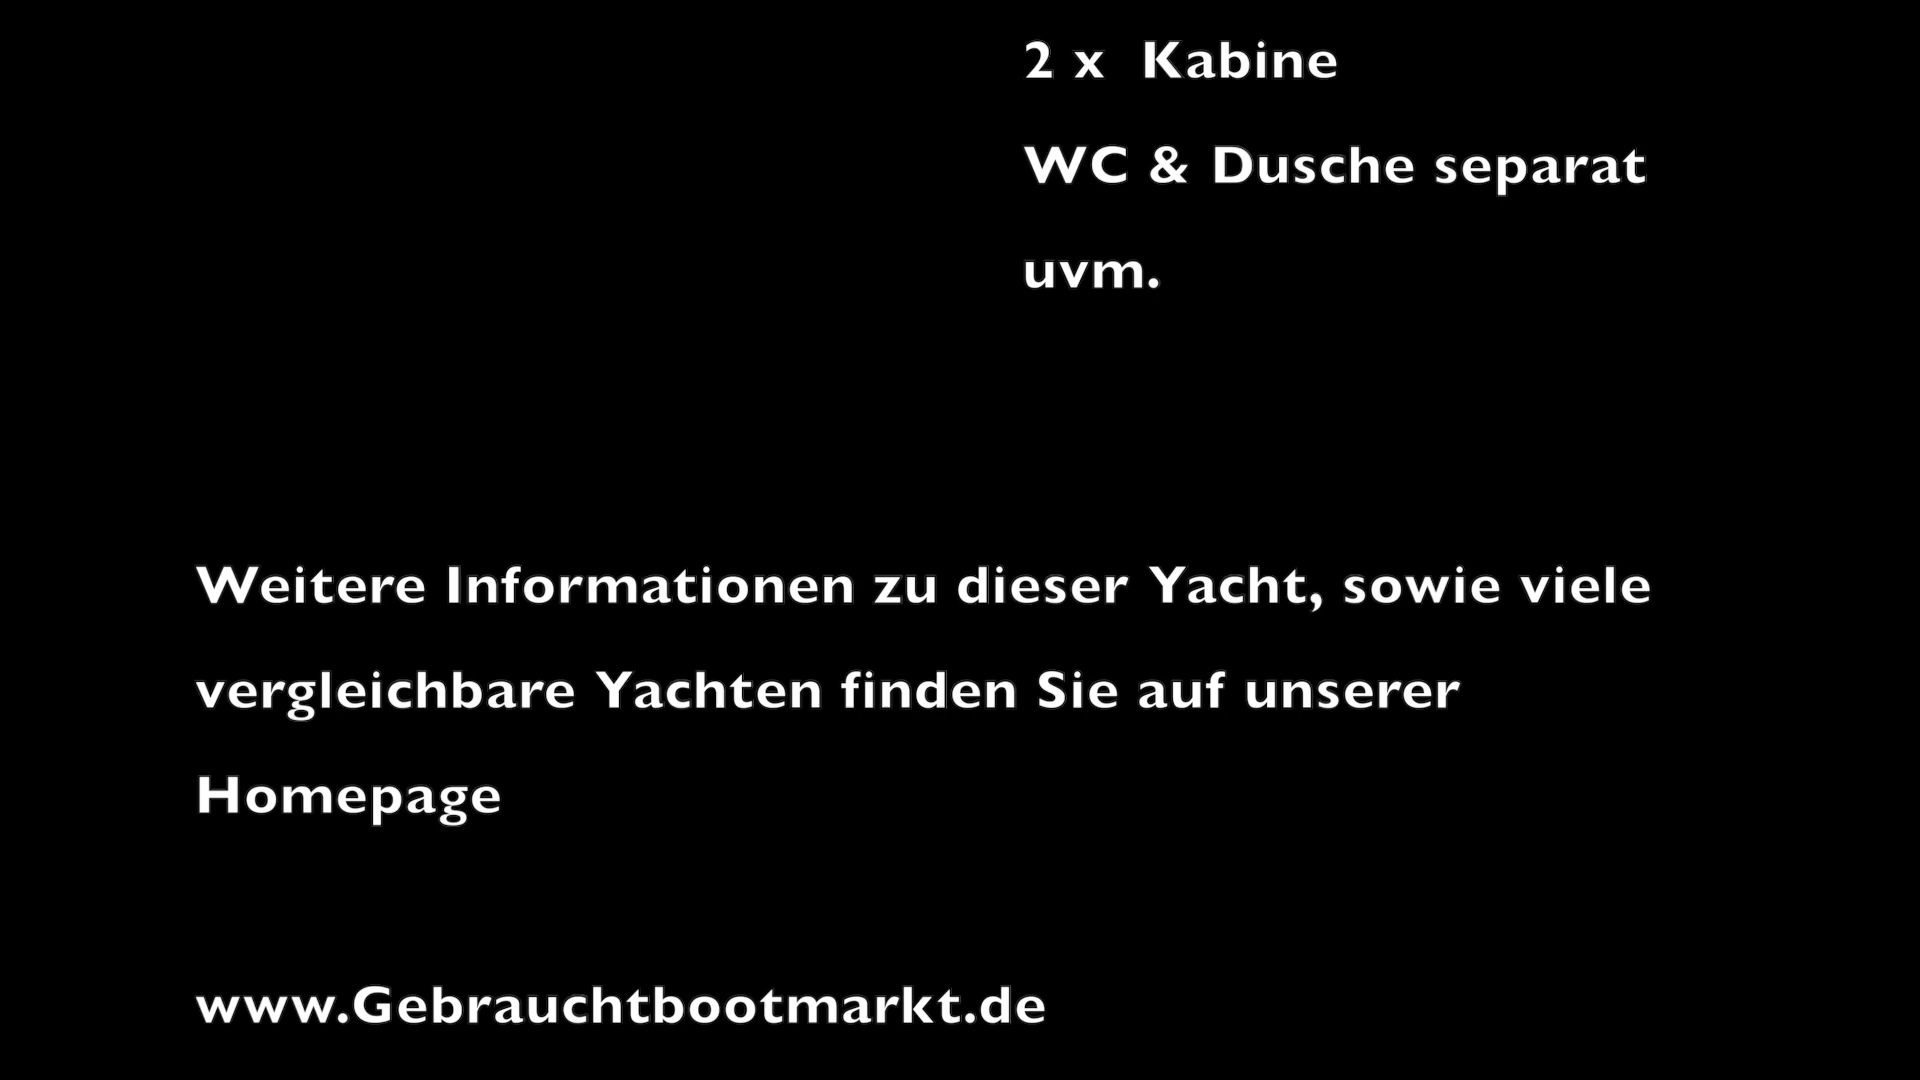 2 x  Kabine
WC & Dusche separat
uvm.
Weitere Informationen zu dieser Yacht, sowie viele
vergleichbare Yachten finden Sie auf unserer
Homepage
www.Gebrauchtbootmarkt.de